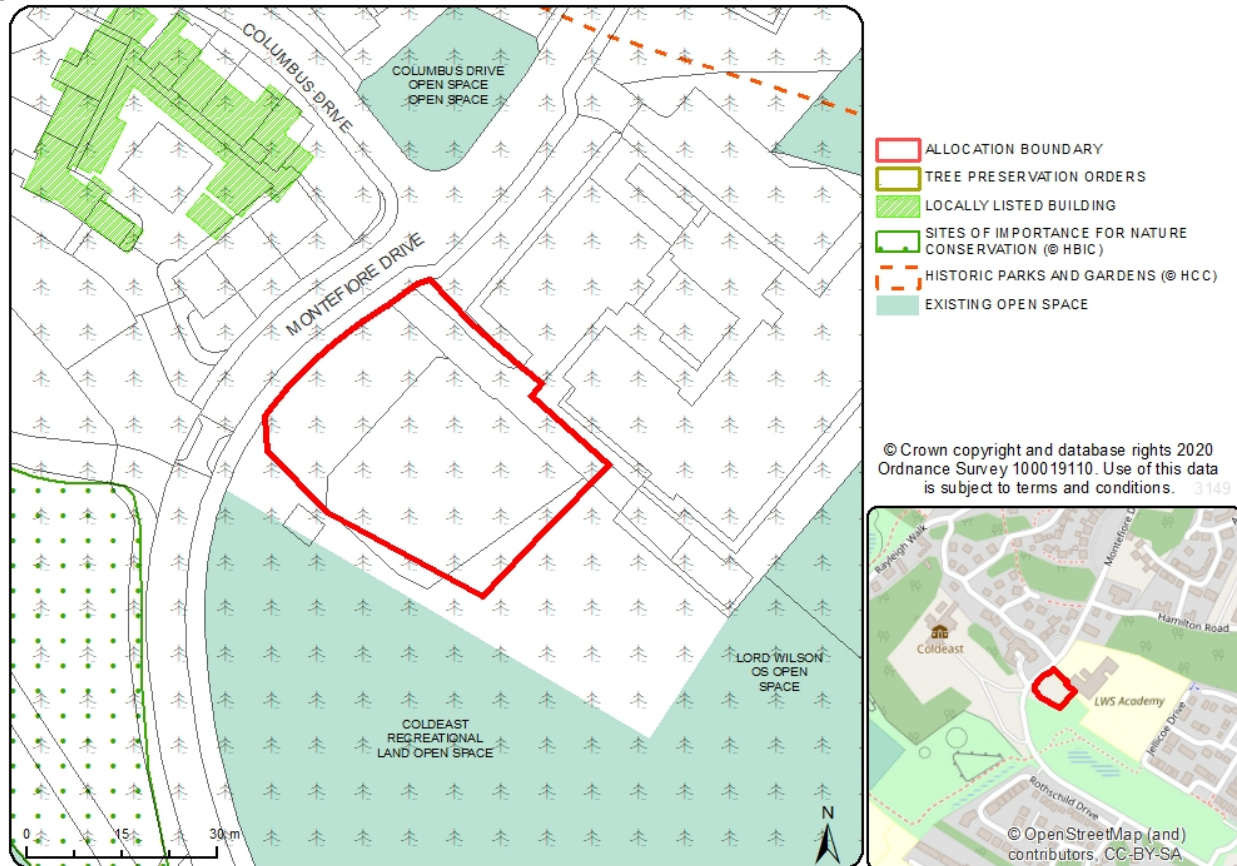 COLUMBUS DRIVE
COLUMBUS DRIVE
OPEN SPACE
OPEN SPACE
MONTEFIORE DRIVE
LORD WILSON
OS OPEN
SPACE
COLDEAST
RECREATIONAL
LAND OPEN SPACE
0 15 30 m
N
ALLOCATION BOUNDARY
TREE PRESERVATION ORDERS
LOCALLY LISTED BUILDING
SITES OF IMPORTANCE FOR NATURE
CONSERVATION (© HBIC)
HISTORIC PARKS AND GARDENS (© HCC)
EXISTING OPEN SPACE
© Crown copyright and database rights 2020
Ordnance Survey 100019110. Use of this data
is subject to terms and conditions. 3149
Rayleigh Walk
Montefiore D
Hamilton Road
Coldeast
LWS Academy
Jellicoe Drive
Rothschild Drive
© OpenStreetMap (and)
contributors, CC-BY-SA